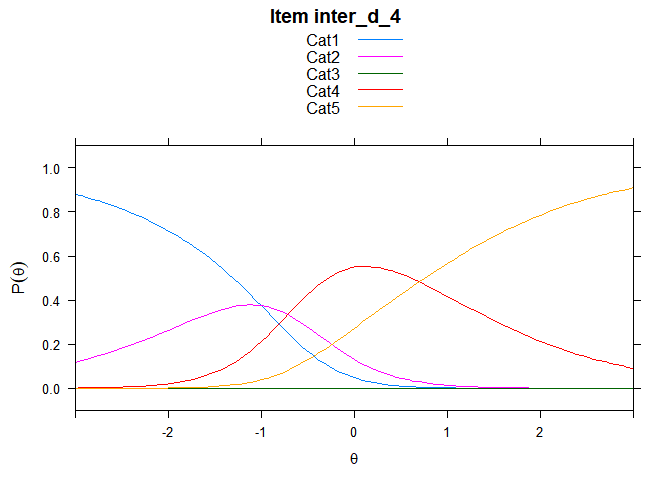 Item inter_d_4
Cat1
Cat2
Cat3
Cat4
Cat5
1.0
0.8
0.6
0.4
0.2
0.0
P(θ)
-2 -1 0 1 2
θ